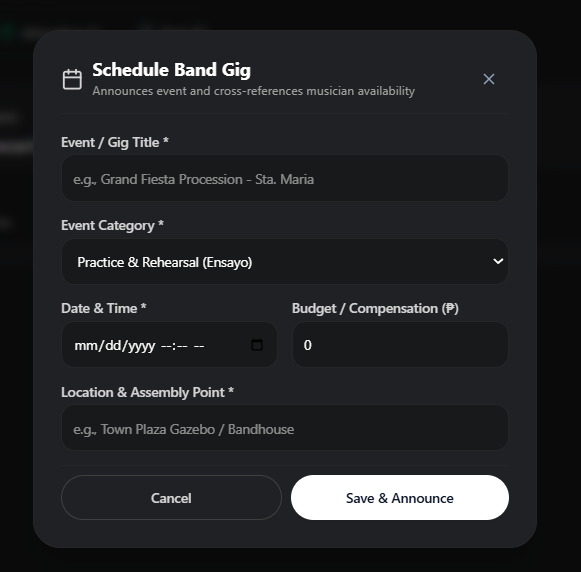 Schedule Band Gig
Announces event and cross-references musician availability
Event / Gig Title *
e.g., Grand Fiesta Procession - Sta. Maria
Event Category *
Practice & Rehearsal (Ensayo)
Date & Time *
Budget / Compensation (₱)
mm/dd/yyyy --:-- --
0
Location & Assembly Point *
e.g., Town Plaza Gazebo / Bandhouse
Cancel
Save & Announce